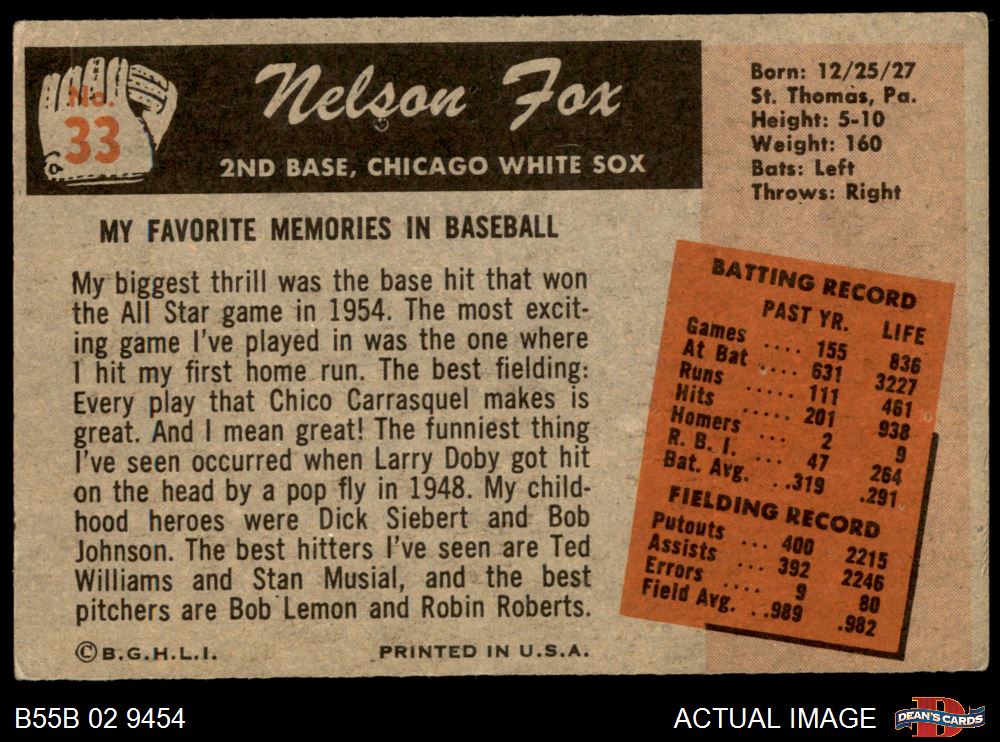 No.
33
Nelson Fox
2ND BASE, CHICAGO WHITE SOX
Born: 12/25/27
St. Thomas, Pa.
Height: 5-10
Weight: 160
Bats: Left
Throws: Right
MY FAVORITE MEMORIES IN BASEBALL
My biggest thrill was the base hit that won
the All Star game in 1954. The most excit-
ing game I've played in was the one where
I hit my first home run. The best fielding:
Every play that Chico Carrasquel makes is
great. And I mean great! The funniest thing
I've seen occurred when Larry Doby got hit
on the head by a pop fly in 1948. My child-
hood heroes were Dick Siebert and Bob
Johnson. The best hitters I've seen are Ted
Williams and Stan Musial, and the best
pitchers are Bob Lemon and Robin Roberts.
© B.G.H.L.I. PRINTED IN U.S.A.
BATTING RECORD
PAST YR. LIFE
Games .... 155 836
At Bat .... 631 3227
Runs ..... 111 461
Hits ..... 201 938
Homers ... 2 9
R. B. I. ... 47 264
Bat. Avg. ..319 .291
FIELDING RECORD
Putouts ... 400 2215
Assists ... 392 2246
Errors .... 9 80
Field Avg. ..989 .982
B55B 02 9454
ACTUAL IMAGE
DEAN'S CARDS